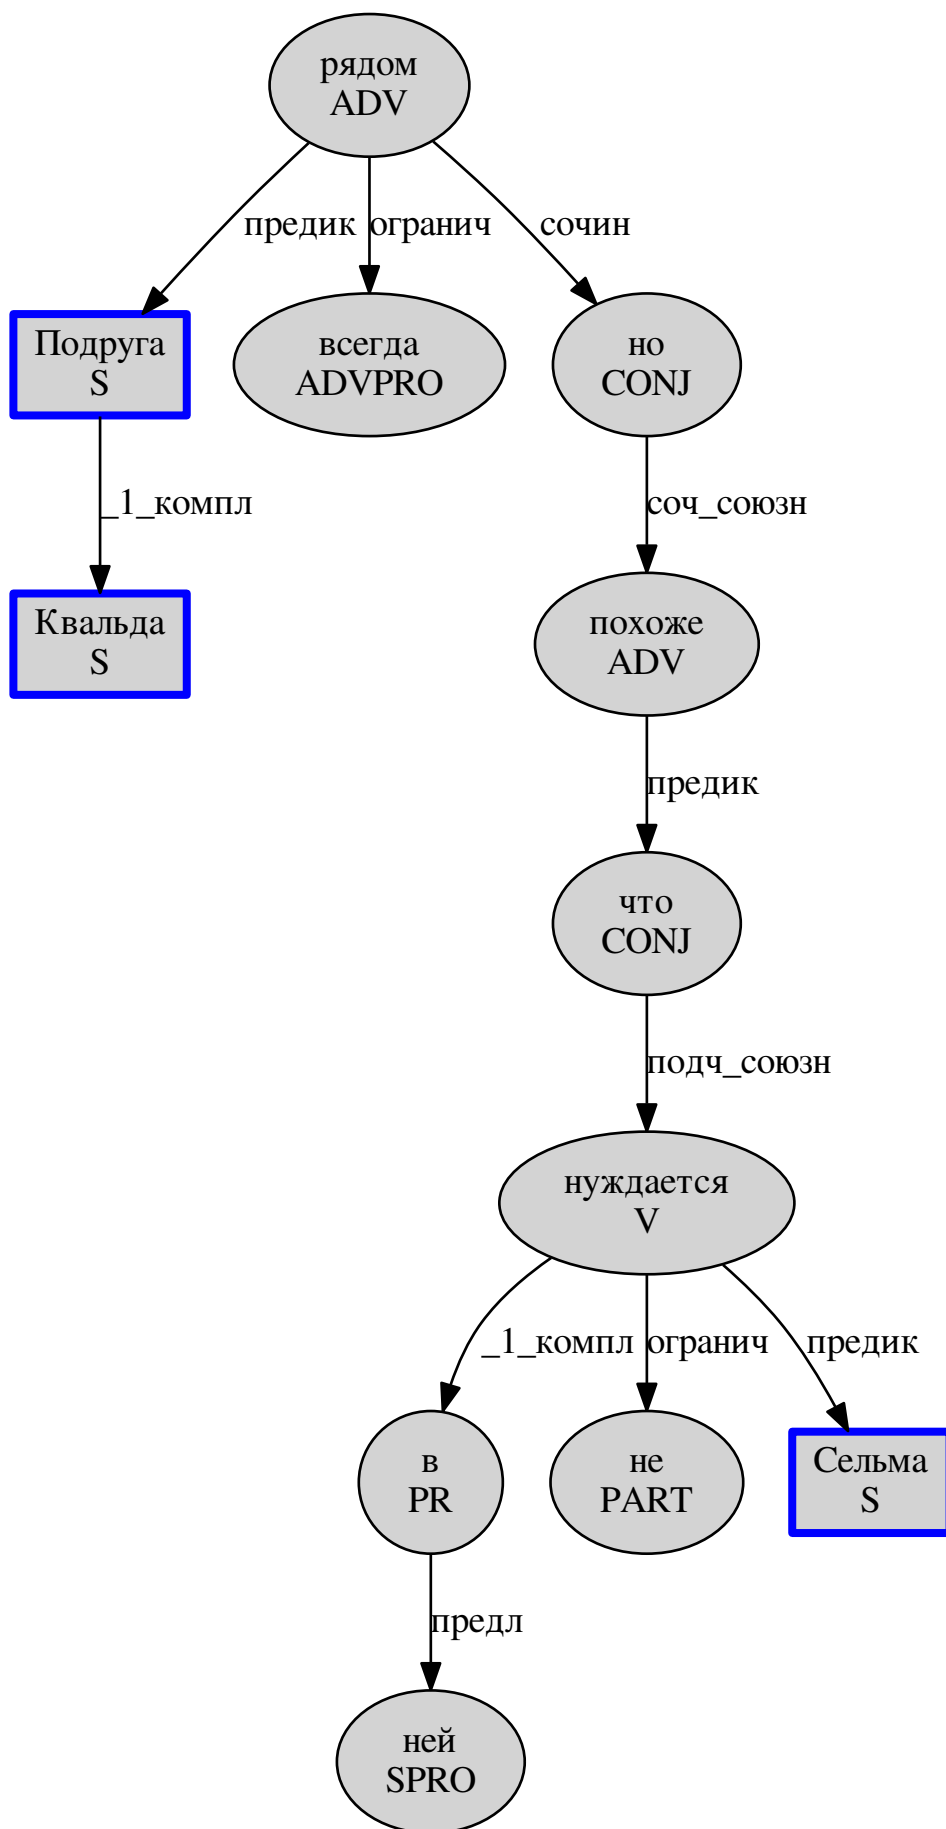 рядом
ADV
предик
огранич
сочин
Подруга
S
всегда
ADVPRO
но
CONJ
_1_компл
соч_союзн
Квальда
S
похоже
ADV
предик
что
CONJ
подч_союзн
нуждается
V
_1_компл
огранич
предик
в
PR
не
PART
Сельма
S
предл
ней
SPRO